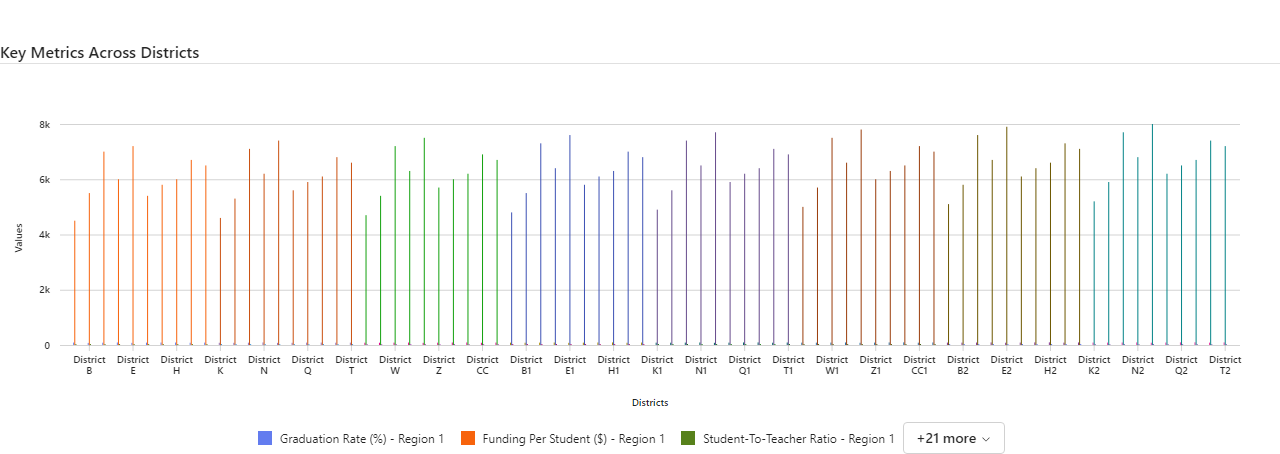 Key Metrics Across Districts
8k
6k
4k
2k
0
Values
District B
District E
District H
District K
District N
District Q
District T
District W
District Z
District CC
District B1
District E1
District H1
District K1
District N1
District Q1
District T1
District W1
District Z1
District CC1
District B2
District E2
District H2
District K2
District N2
District Q2
District T2
Districts
Graduation Rate (%) - Region 1
Funding Per Student ($) - Region 1
Student-To-Teacher Ratio - Region 1
+21 more